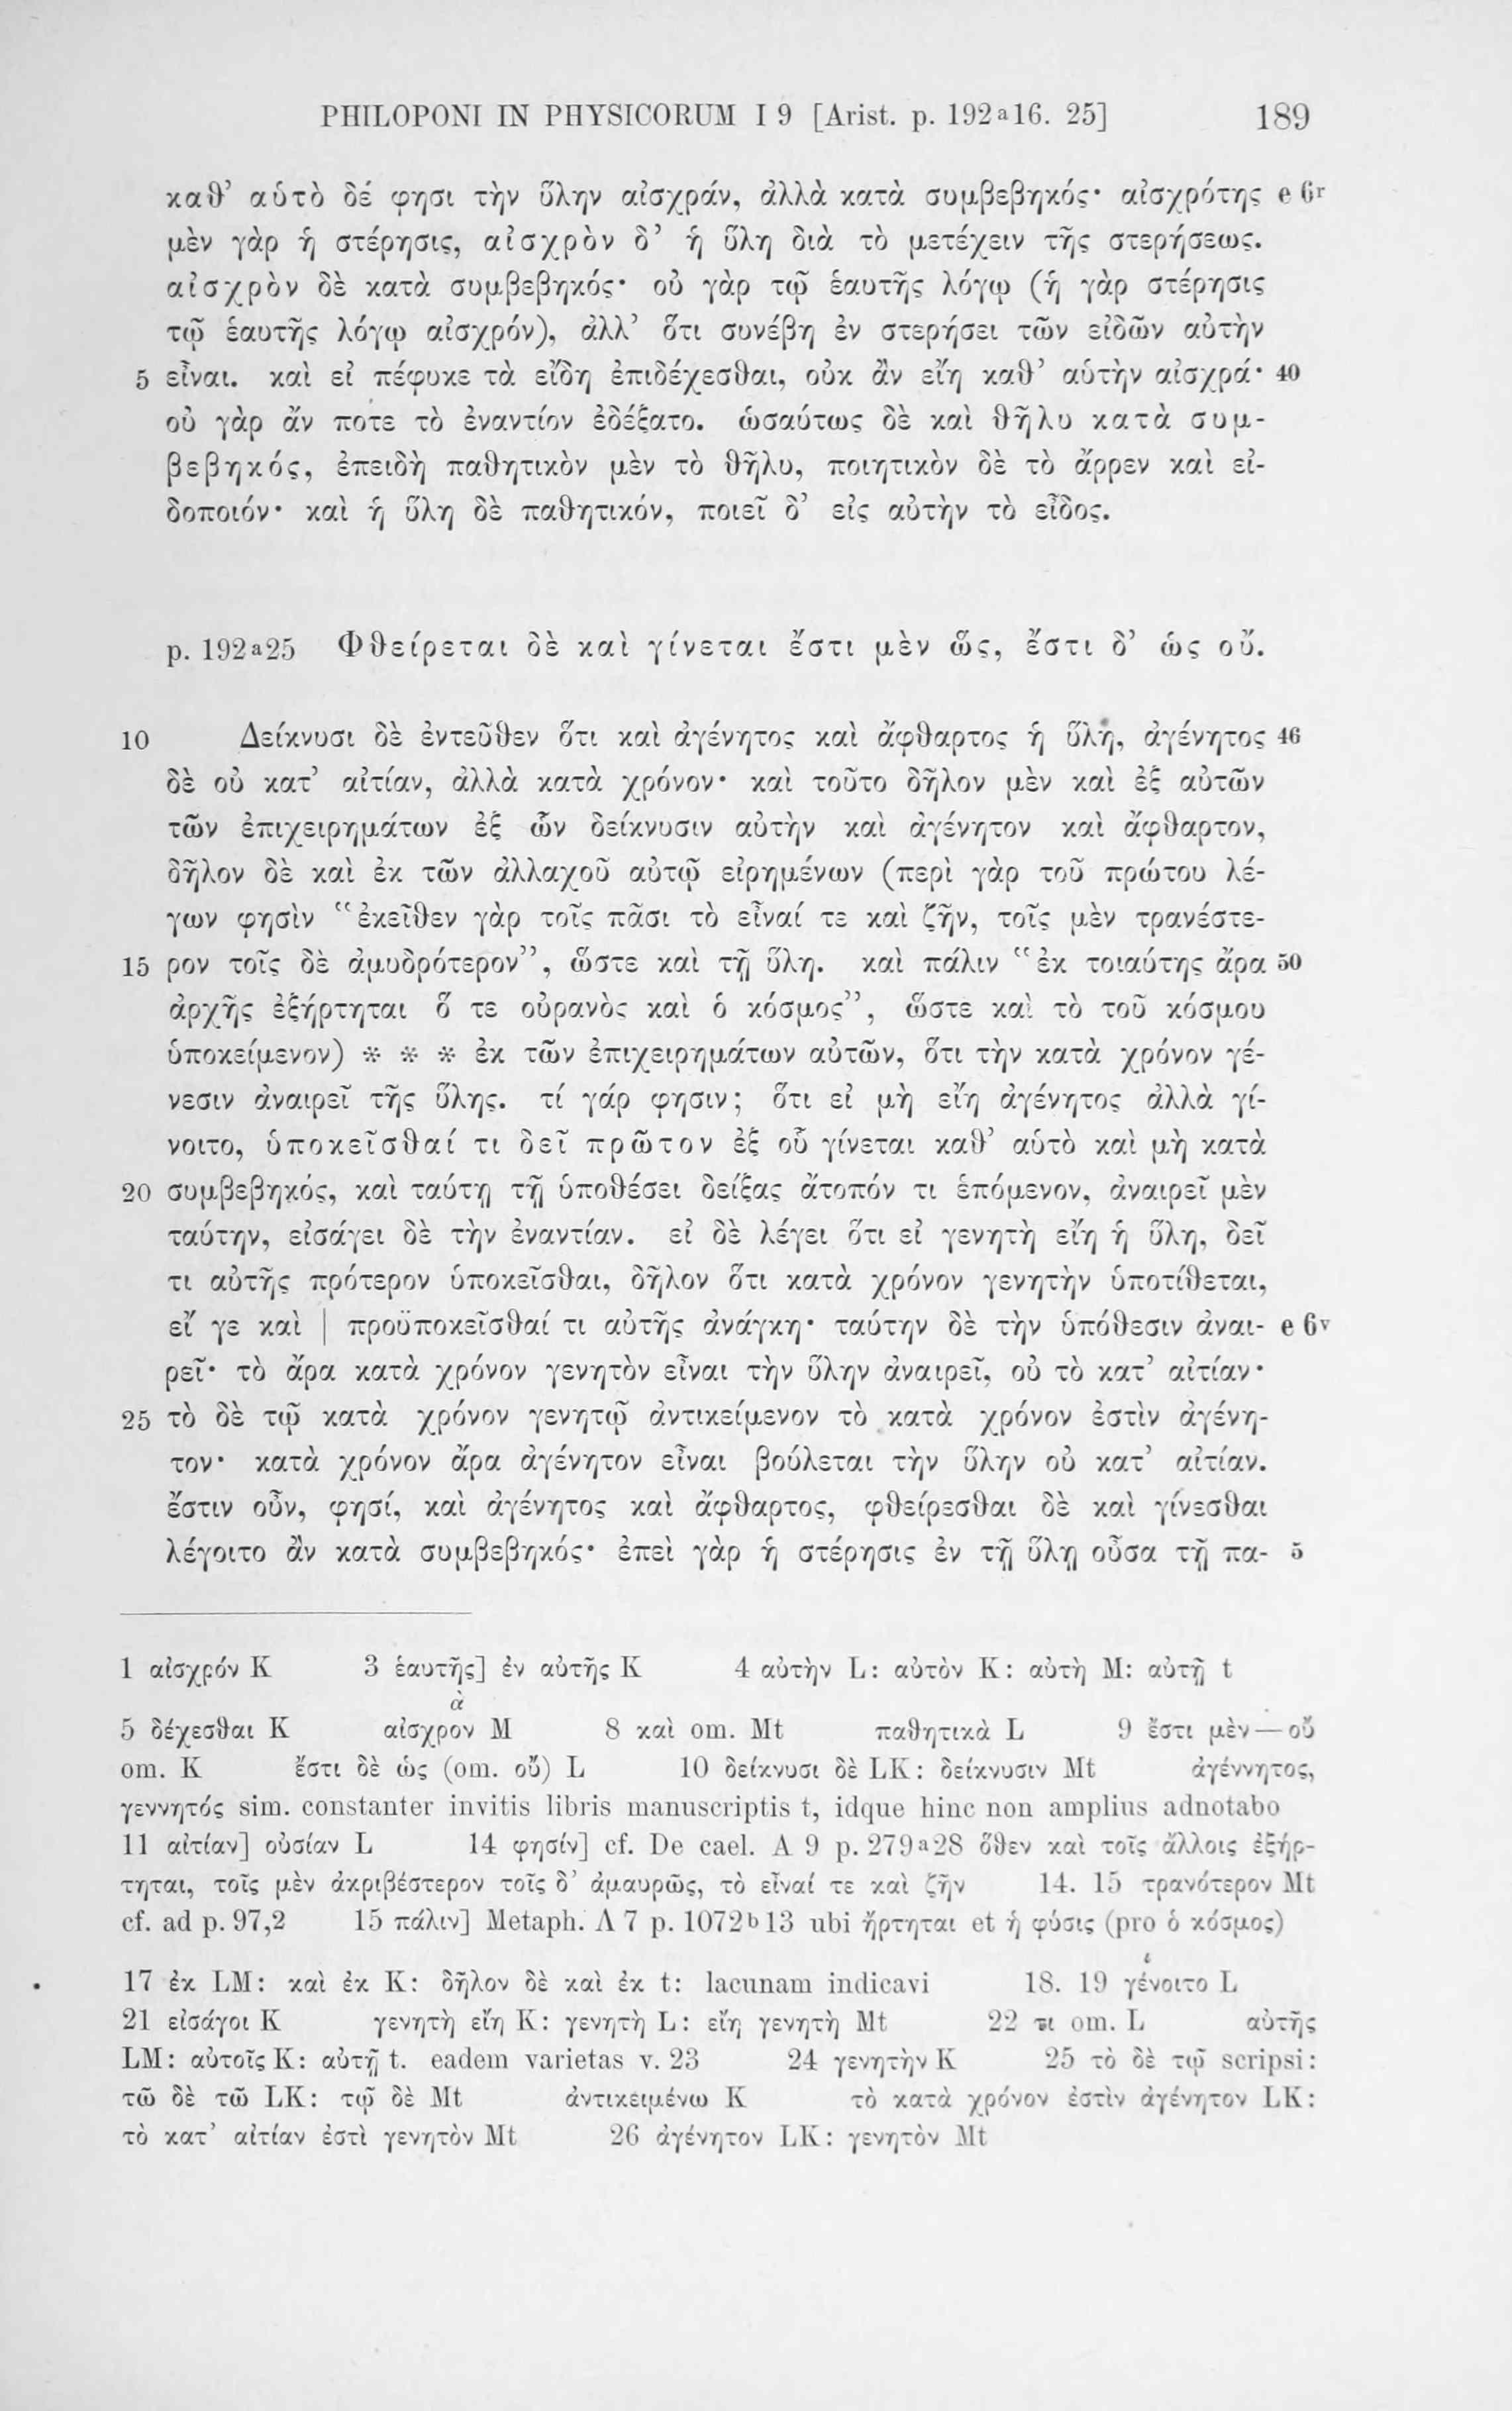 PHILOPONI IN PHYSICORUM I 9 [Arist. p. 192a16. 25] 189
καθ’ αὑτὸ δέ φησι τὴν ὕλην αἰσχράν, ἀλλὰ κατὰ συμβεβηκός· αἰσχρότης e 6r
μὲν γὰρ ἡ στέρησις, αἰσχρὸν δ’ ἡ ὕλη διὰ τὸ μετέχειν τῆς στερήσεως.
αἰσχρὸν δὲ κατὰ συμβεβηκός· οὐ γὰρ τῷ ἑαυτῆς λόγῳ (ἡ γὰρ στέρησις
τῷ ἑαυτῆς λόγῳ αἰσχρόν), ἀλλ’ ὅτι συνέβη ἐν στερήσει τῶν εἰδῶν αὐτὴν
5 εἶναι. καὶ εἰ πέφυκε τὰ εἴδη ἐπιδέχεσθαι, οὐκ ἂν εἴη καθ’ αὑτὴν αἰσχρά· 40
οὐ γὰρ ἄν ποτε τὸ ἐναντίον ἐδέξατο. ὡσαύτως δὲ καὶ θῆλυ κατὰ συμ-
βεβηκός, ἐπειδὴ παθητικὸν μὲν τὸ θῆλυ, ποιητικὸν δὲ τὸ ἄρρεν καὶ εἰ-
δοποιόν· καὶ ἡ ὕλη δὲ παθητικόν, ποιεῖ δ’ εἰς αὐτὴν τὸ εἶδος.
p. 192a25 Φθείρεται δὲ καὶ γίνεται ἔστι μὲν ὥς, ἔστι δ’ ὡς οὔ.
10 Δείκνυσι δὲ ἐντεῦθεν ὅτι καὶ ἀγένητος καὶ ἄφθαρτος ἡ ὕλη, ἀγένητος 46
δὲ οὐ κατ’ αἰτίαν, ἀλλὰ κατὰ χρόνον· καὶ τοῦτο δῆλον μὲν καὶ ἐξ αὐτῶν
τῶν ἐπιχειρημάτων ἐξ ὧν δείκνυσιν αὐτὴν καὶ ἀγένητον καὶ ἄφθαρτον,
δῆλον δὲ καὶ ἐκ τῶν ἀλλαχοῦ αὐτῷ εἰρημένων (περὶ γὰρ τοῦ πρώτου λέ-
γων φησὶν “ἐκεῖθεν γὰρ τοῖς πᾶσι τὸ εἶναί τε καὶ ζῆν, τοῖς μὲν τρανέστε-
15 ρον τοῖς δὲ ἀμυδρότερον”, ὥστε καὶ τῇ ὕλῃ. καὶ πάλιν “ἐκ τοιαύτης ἄρα 50
ἀρχῆς ἐξήρτηται ὅ τε οὐρανὸς καὶ ὁ κόσμος”, ὥστε καὶ τὸ τοῦ κόσμου
ὑποκείμενον) * * * ἐκ τῶν ἐπιχειρημάτων αὐτῶν, ὅτι τὴν κατὰ χρόνον γέ-
νεσιν ἀναιρεῖ τῆς ὕλης. τί γάρ φησιν; ὅτι εἰ μὴ εἴη ἀγένητος ἀλλὰ γί-
νοιτο, ὑποκεῖσθαί τι δεῖ πρῶτον ἐξ οὗ γίνεται καθ’ αὑτὸ καὶ μὴ κατὰ
20 συμβεβηκός, καὶ ταύτῃ τῇ ὑποθέσει δείξας ἄτοπόν τι ἑπόμενον, ἀναιρεῖ μὲν
ταύτην, εἰσάγει δὲ τὴν ἐναντίαν. εἰ δὲ λέγει ὅτι εἰ γενητὴ εἴη ἡ ὕλη, δεῖ
τι αὐτῆς πρότερον ὑποκεῖσθαι, δῆλον ὅτι κατὰ χρόνον γενητὴν ὑποτίθεται,
εἴ γε καὶ | προϋποκεῖσθαί τι αὐτῆς ἀνάγκη· ταύτην δὲ τὴν ὑπόθεσιν ἀναι- e 6v
ρεῖ· τὸ ἄρα κατὰ χρόνον γενητὸν εἶναι τὴν ὕλην ἀναιρεῖ, οὐ τὸ κατ’ αἰτίαν·
25 τὸ δὲ τῷ κατὰ χρόνον γενητῷ ἀντικείμενον τὸ κατὰ χρόνον ἐστὶν ἀγένη-
τον· κατὰ χρόνον ἄρα ἀγένητον εἶναι βούλεται τὴν ὕλην οὐ κατ’ αἰτίαν.
ἔστιν οὖν, φησί, καὶ ἀγένητος καὶ ἄφθαρτος, φθείρεσθαι δὲ καὶ γίνεσθαι
λέγοιτο ἂν κατὰ συμβεβηκός· ἐπεὶ γὰρ ἡ στέρησις ἐν τῇ ὕλῃ οὖσα τῇ πα- 5
1 αἰσχρόν K 3 ἑαυτῆς] ἐν αὐτῆς K 4 αὐτὴν L: αὐτὸν K: αὐτὴ M: αὐτῇ t
5 δέχεσθαι K αἰσχρὸν̀ᾰ M 8 καὶ om. Mt παθητικὰ L 9 ἔστι μὲν — οὔ
om. K ἔστι δὲ ὡς (om. οὔ) L 10 δείκνυσι δὲ LK: δείκνυσιν Mt ἀγέννητος,
γεννητός sim. constanter invitis libris manuscriptis t, idque hinc non amplius adnotabo
11 αἰτίαν] οὐσίαν L 14 φησίν] cf. De cael. A 9 p. 279a28 ὅθεν καὶ τοῖς ἄλλοις ἐξήρ-
τηται, τοῖς μὲν ἀκριβέστερον τοῖς δ’ ἀμαυρῶς, τὸ εἶναί τε καὶ ζῆν 14. 15 τρανότερον Mt
cf. ad p. 97,2 15 πάλιν] Metaph. Λ 7 p. 1072b13 ubi ἤρτηται et ἡ φύσις (pro ὁ κόσμος)
17 ἐκ LM: καὶ ἐκ K: δῆλον δὲ καὶ ἐκ t: lacunam indicavi 18. 19 γένοιτο L
21 εἰσάγοι K γενητὴ εἴη K: γενητὴ L: εἴη γενητὴ Mt 22 τι om. L αὐτῆς
LM: αὐτοῖς K: αὐτῇ t. eadem varietas v. 23 24 γενητὴν K 25 τὸ δὲ τῷ scripsi:
τῶ δὲ τῶ LK: τῷ δὲ Mt ἀντικειμένω K τὸ κατὰ χρόνον ἐστὶν ἀγένητον LK:
τὸ κατ’ αἰτίαν ἐστὶ γενητὸν Mt 26 ἀγένητον LK: γενητὸν Mt